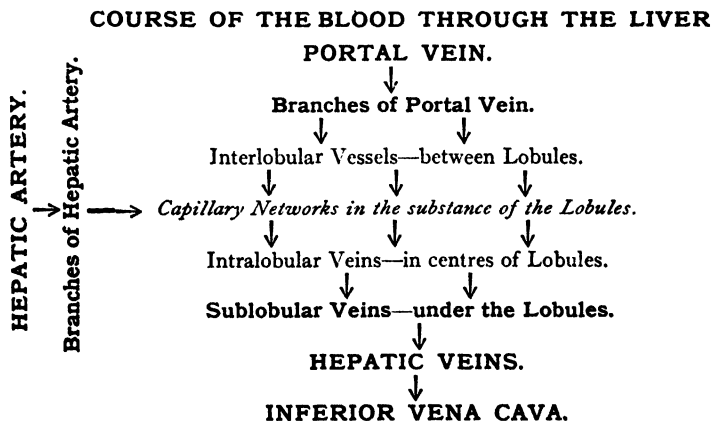 COURSE OF THE BLOOD THROUGH THE LIVER
PORTAL VEIN.
Branches of Portal Vein.
Interlobular Vessels—between Lobules.
HEPATIC ARTERY.
Branches of Hepatic Artery.
Capillary Networks in the substance of the Lobules.
Intralobular Veins—in centres of Lobules.
Sublobular Veins—under the Lobules.
HEPATIC VEINS.
INFERIOR VENA CAVA.